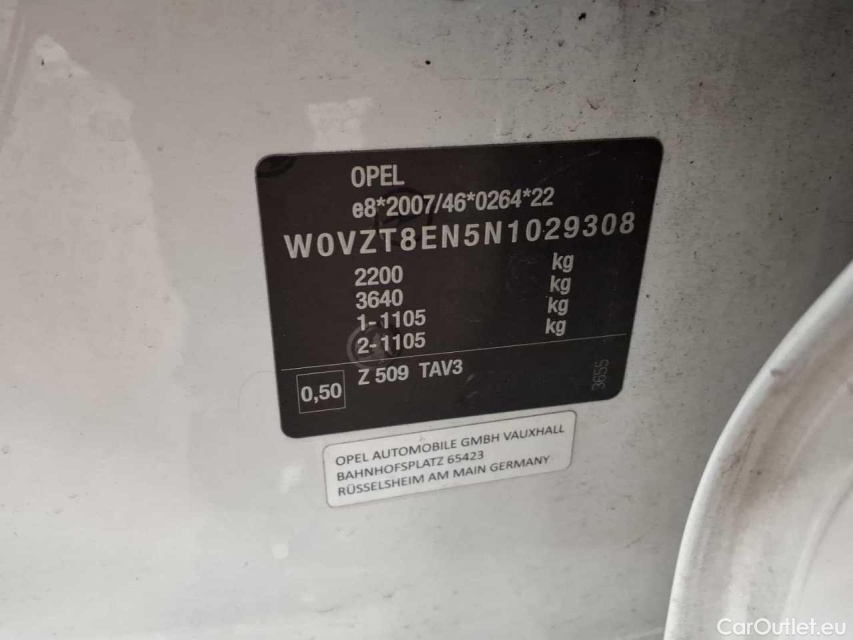 OPEL
e8*2007/46*0264*22
W0VZT8EN5N1029308
2200 kg
3640 kg
1-1105 kg
2-1105 kg
0,50 Z 509 TAV3
3655
OPEL AUTOMOBILE GMBH VAUXHALL
BAHNHOFSPLATZ 65423
RÜSSELSHEIM AM MAIN GERMANY
CarOutlet.eu